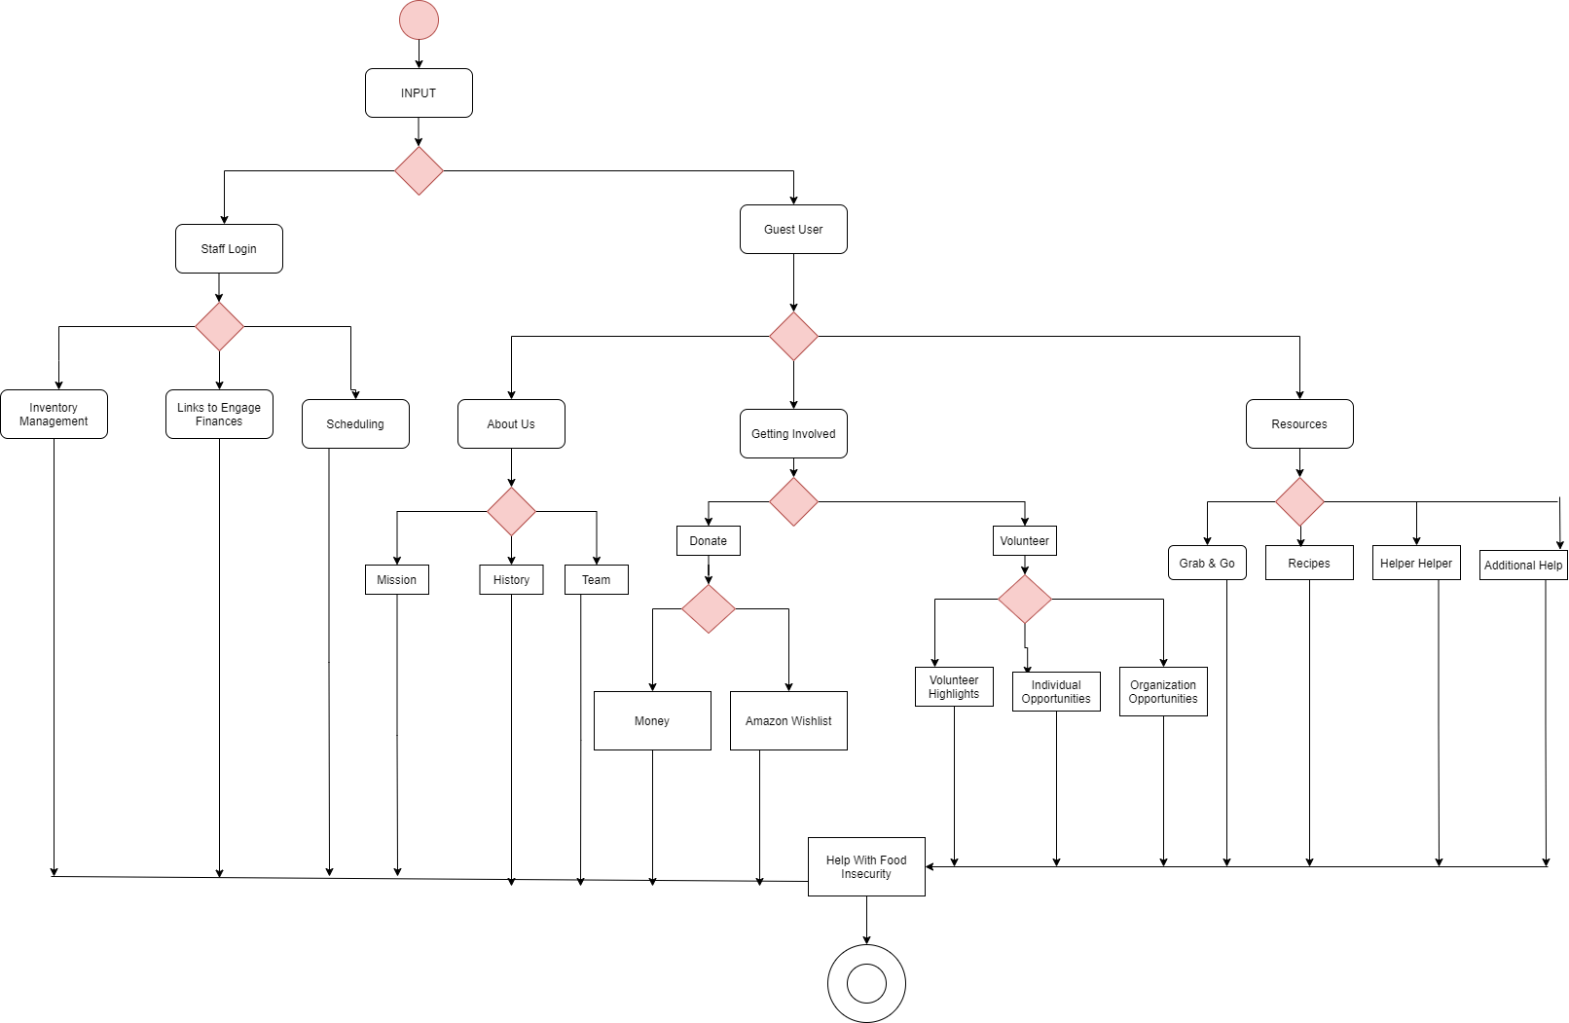 INPUT
Guest User
Staff Login
Inventory
Management
Links to Engage
Finances
Scheduling
About Us
Getting Involved
Resources
Donate
Volunteer
Grab & Go
Recipes
Helper Helper
Additional Help
Mission
History
Team
Volunteer
Highlights
Individual
Opportunities
Organization
Opportunities
Money
Amazon Wishlist
Help With Food
Insecurity